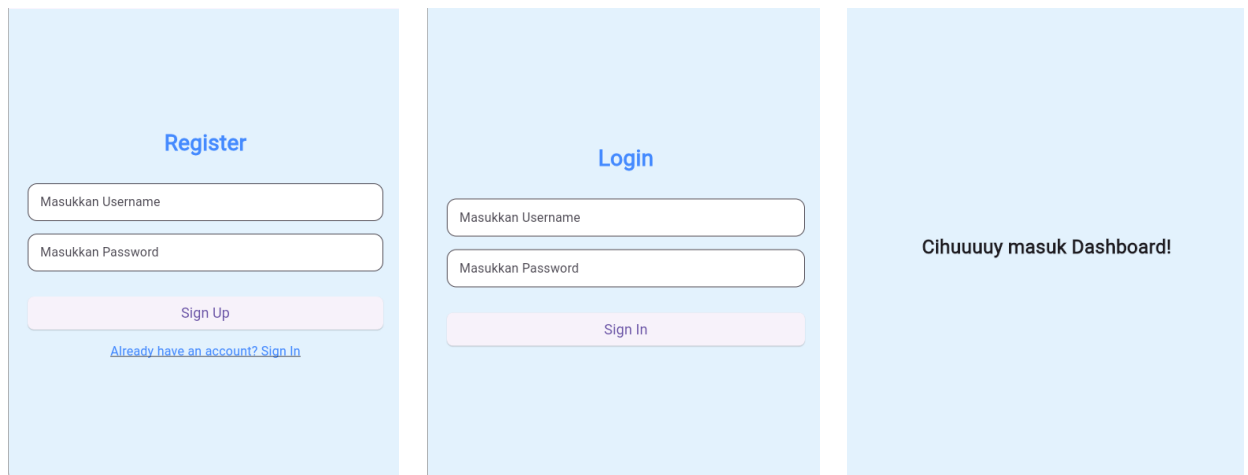 Register
Masukkan Username
Masukkan Password
Sign Up
Already have an account? Sign In
Login
Masukkan Username
Masukkan Password
Sign In
Cihuuuuy masuk Dashboard!